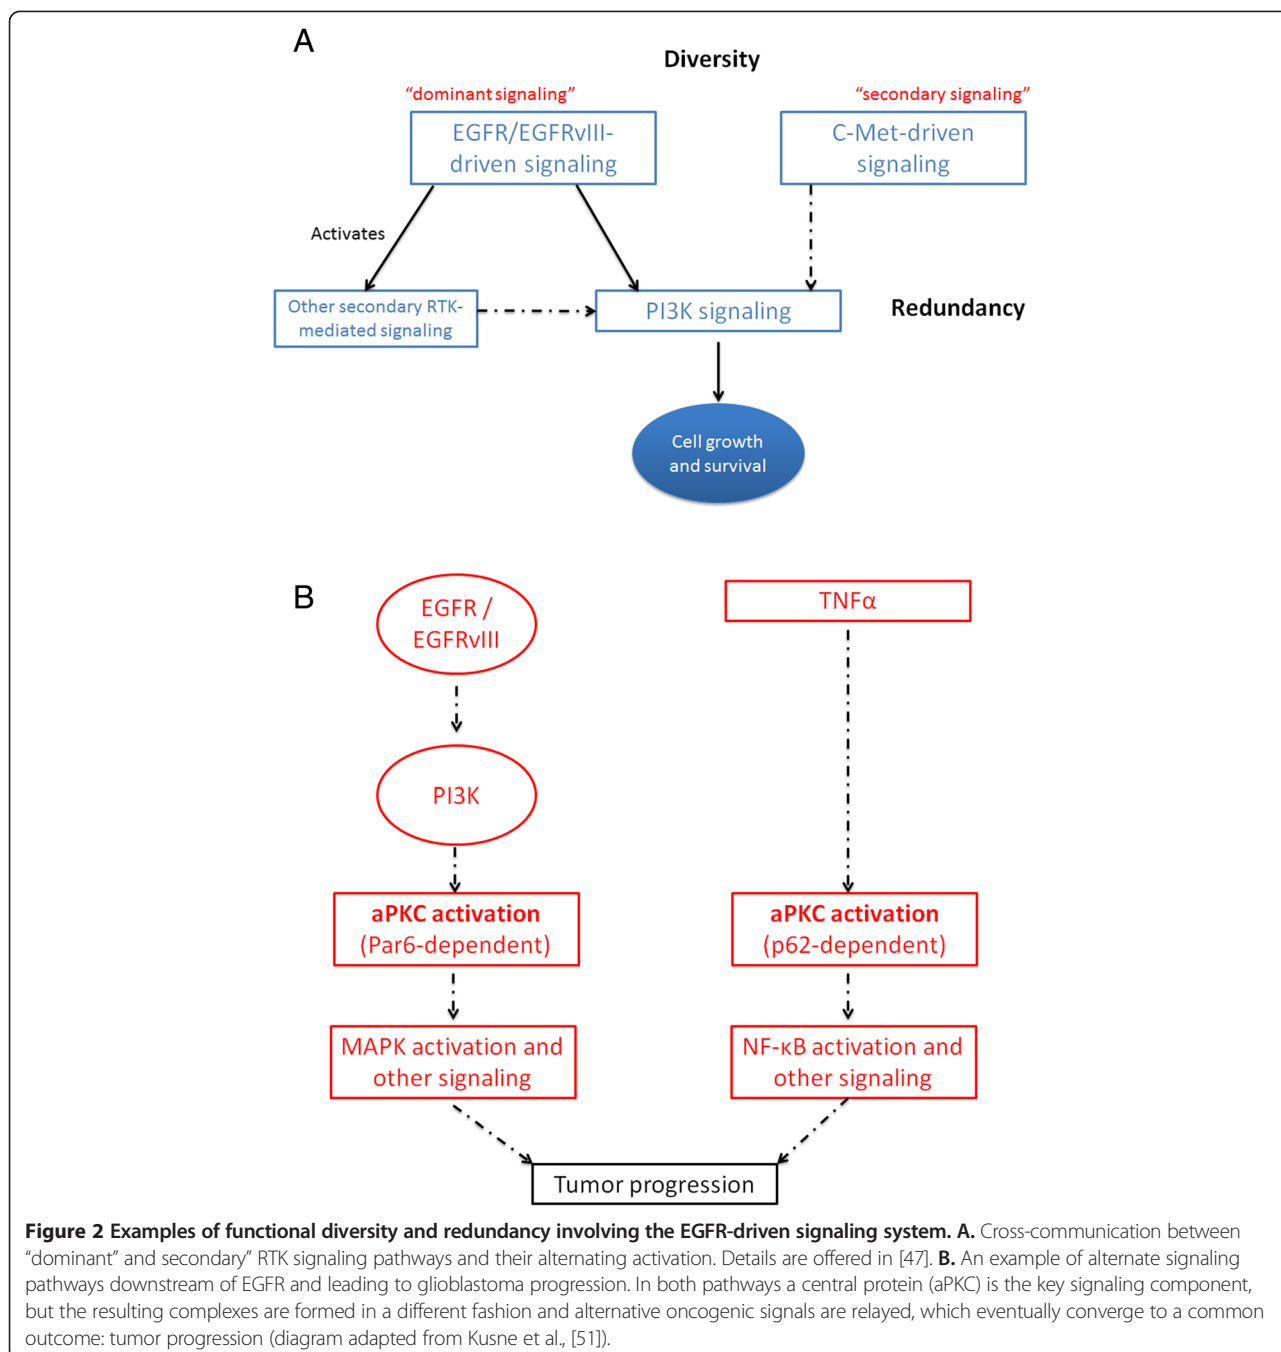 A
Diversity
“dominant signaling”
“secondary signaling”
EGFR/EGFRvIII-
driven signaling
C-Met-driven
signaling
Activates
Other secondary RTK-
mediated signaling
PI3K signaling
Redundancy
Cell growth
and survival
B
EGFR /
EGFRvIII
TNFα
PI3K
aPKC activation
(Par6-dependent)
aPKC activation
(p62-dependent)
MAPK activation and
other signaling
NF-κB activation and
other signaling
Tumor progression
Figure 2 Examples of functional diversity and redundancy involving the EGFR-driven signaling system. A. Cross-communication between
“dominant” and secondary” RTK signaling pathways and their alternating activation. Details are offered in [47]. B. An example of alternate signaling
pathways downstream of EGFR and leading to glioblastoma progression. In both pathways a central protein (aPKC) is the key signaling component,
but the resulting complexes are formed in a different fashion and alternative oncogenic signals are relayed, which eventually converge to a common
outcome: tumor progression (diagram adapted from Kusne et al., [51]).